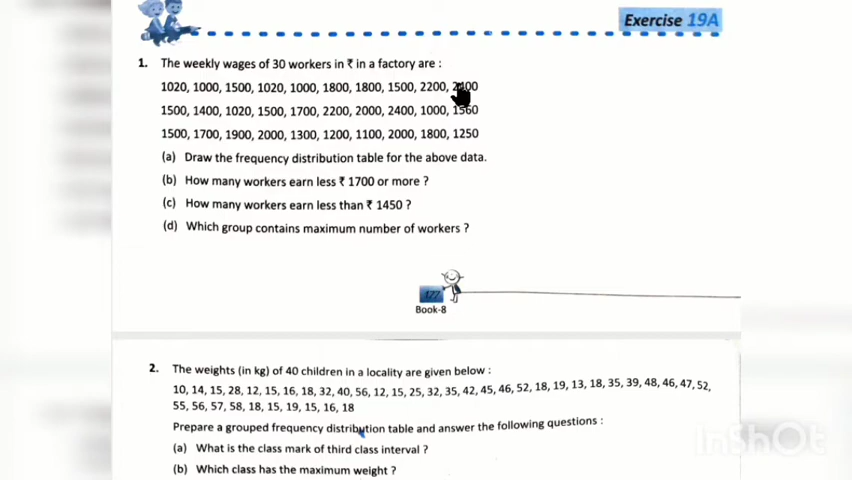 Exercise 19A
1. The weekly wages of 30 workers in ₹ in a factory are :
1020, 1000, 1500, 1020, 1000, 1800, 1800, 1500, 2200, 2400
1500, 1400, 1020, 1500, 1700, 2200, 2000, 2400, 1000, 1560
1500, 1700, 1900, 2000, 1300, 1200, 1100, 2000, 1800, 1250
(a) Draw the frequency distribution table for the above data.
(b) How many workers earn less ₹ 1700 or more ?
(c) How many workers earn less than ₹ 1450 ?
(d) Which group contains maximum number of workers ?
177
Book-8
2. The weights (in kg) of 40 children in a locality are given below :
10, 14, 15, 28, 12, 15, 16, 18, 32, 40, 56, 12, 15, 25, 32, 35, 42, 45, 46, 52, 18, 19, 13, 18, 35, 39, 48, 46, 47, 52,
55, 56, 57, 58, 18, 15, 19, 15, 16, 18
Prepare a grouped frequency distribution table and answer the following questions :
(a) What is the class mark of third class interval ?
(b) Which class has the maximum weight ?
InShOt